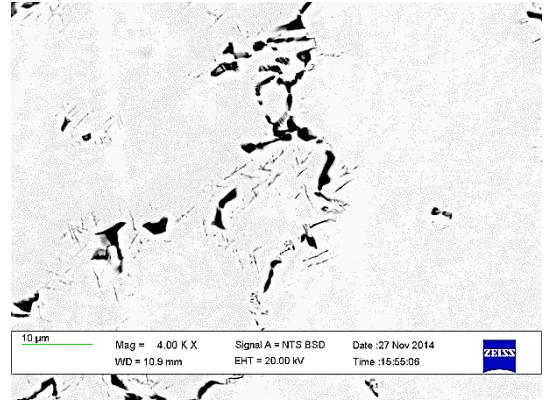 10 µm
Mag = 4.00 K X Signal A = NTS BSD Date :27 Nov 2014
WD = 10.9 mm EHT = 20.00 kV Time :15:55:06
ZEISS